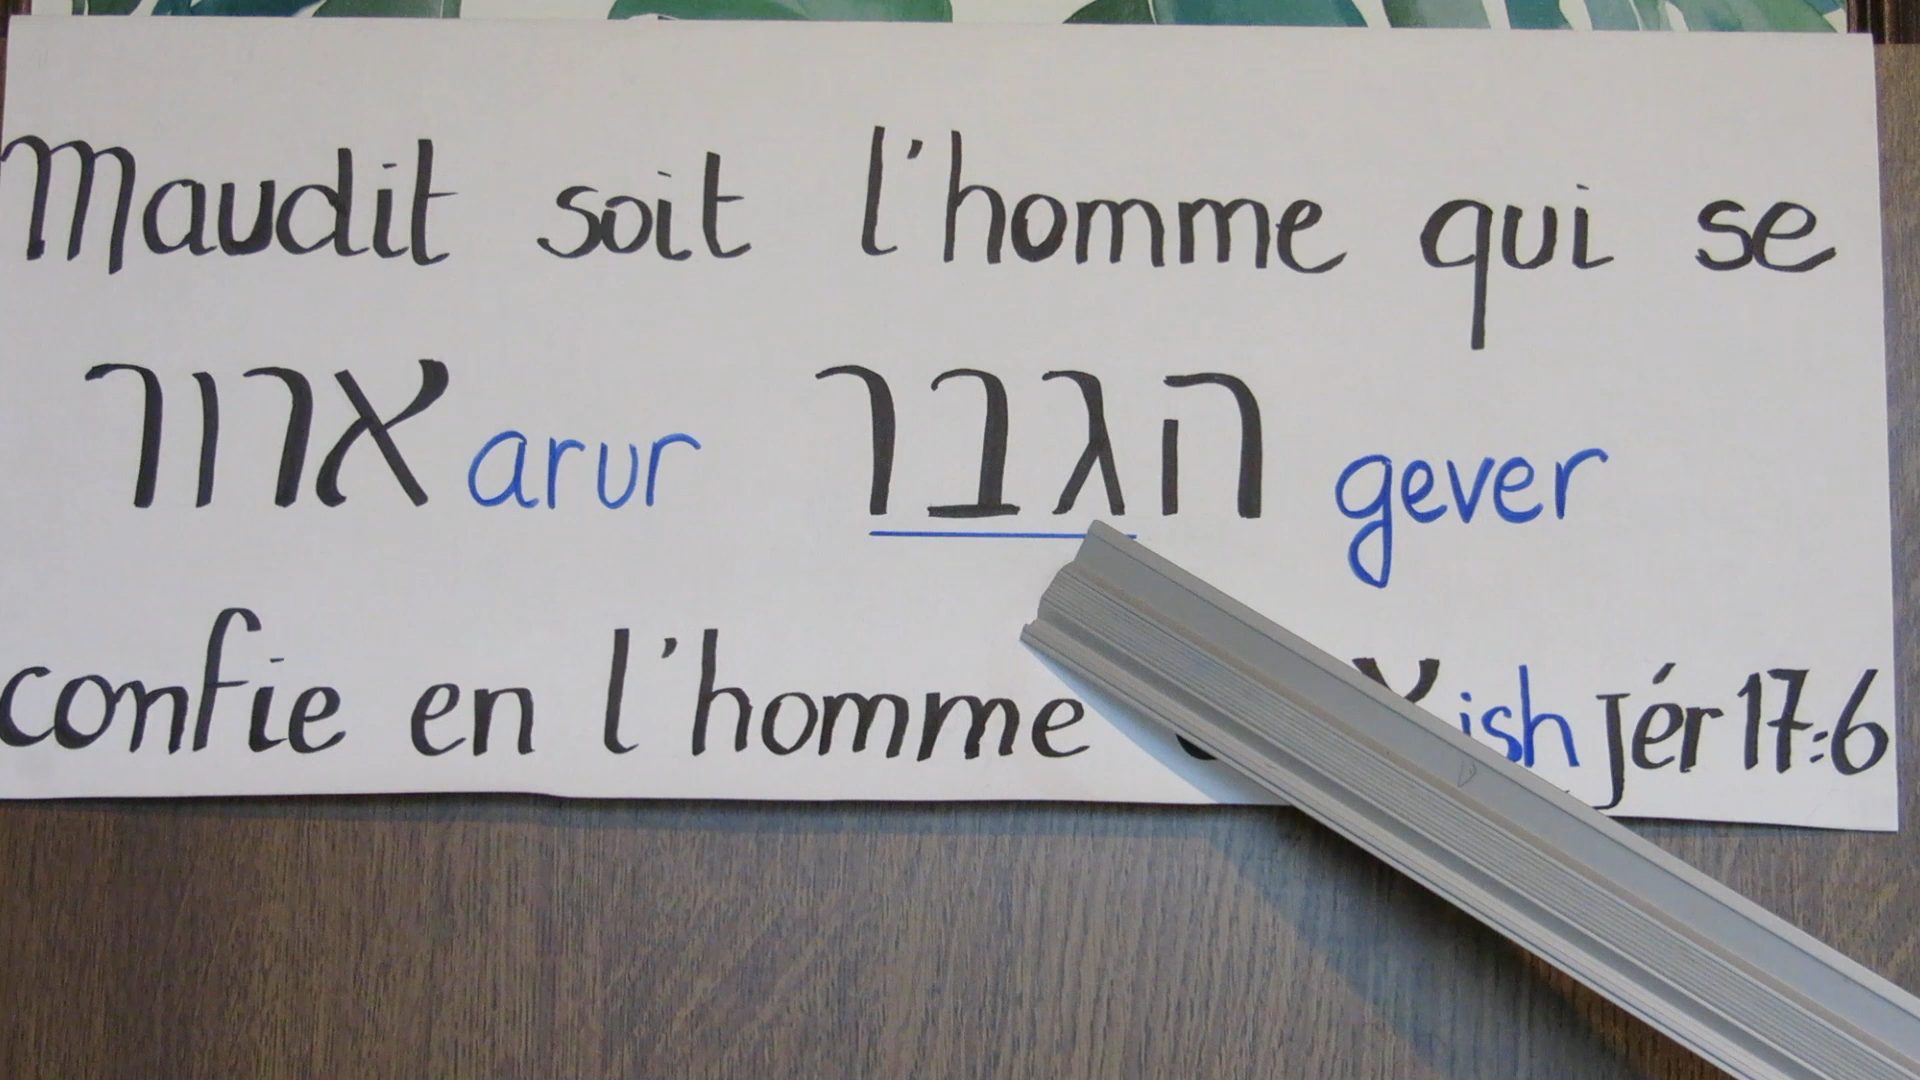 Maudit soit l'homme qui se
ארור arur הגבר gever
confie en l'homme ish Jér 17:6